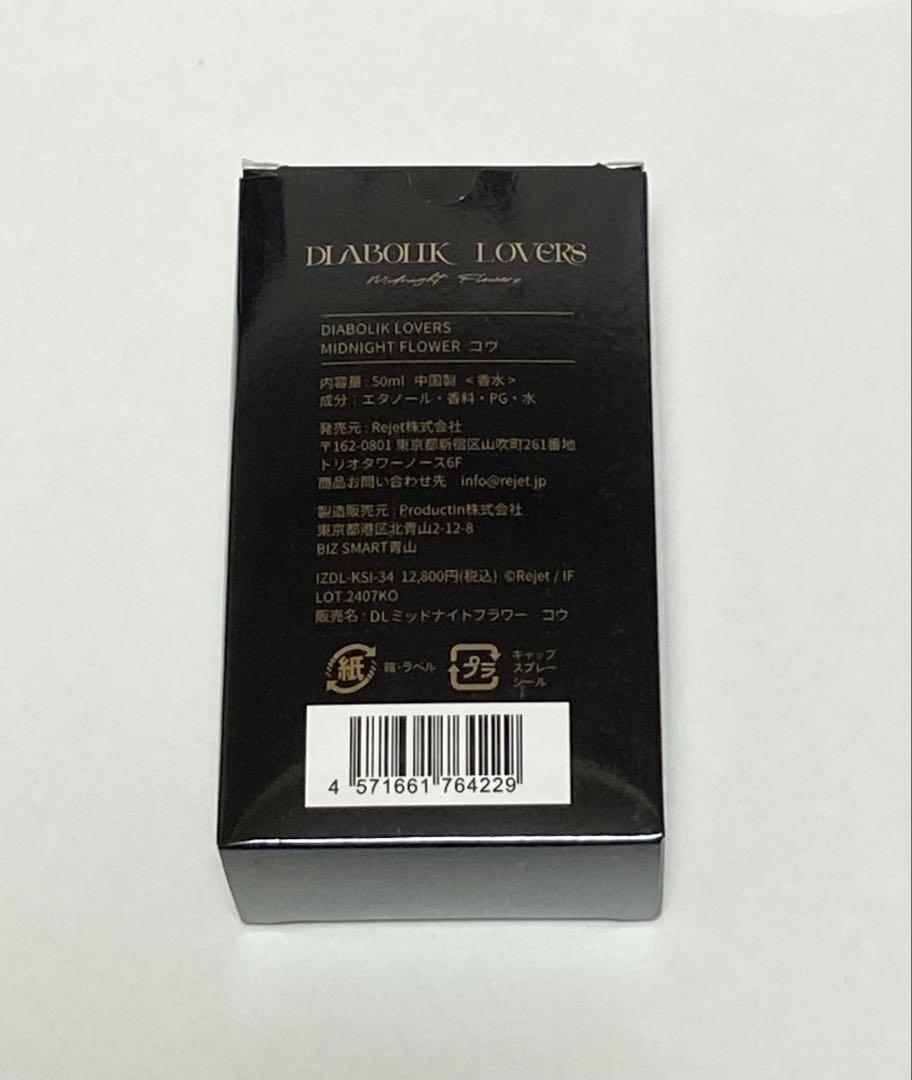 DIABOLIK LOVERS
Midnight Flowers
DIABOLIK LOVERS
MIDNIGHT FLOWER コウ
内容量：50ml 中国製 ＜香水＞
成分：エタノール・香料・PG・水
発売元：Rejet株式会社
〒162-0801 東京都新宿区山吹町261番地
トリオタワーノース6F
商品お問い合わせ先 info@rejet.jp
製造販売元：ProductIn株式会社
東京都港区北青山2-12-8
BIZ SMART青山
IZDL-KSI-34 12,800円(税込) ©Rejet / IF
LOT.2407KO
販売名：DLミッドナイトフラワー コウ
紙 箱・ラベル プラ キャップ
スプレー
シール
4 571661 764229